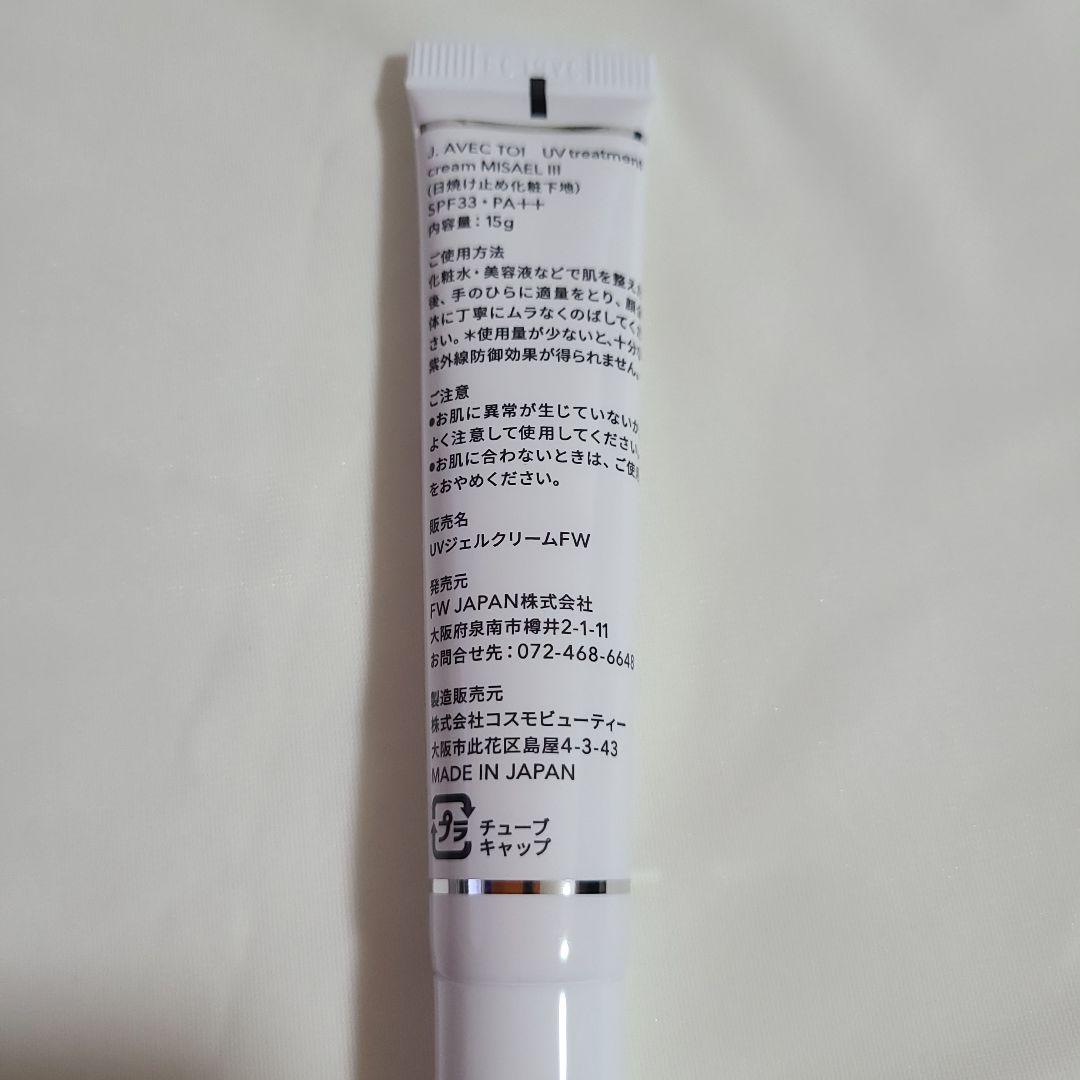 J. AVEC TOI UV treatment
cream MISAEL III
(日焼け止め化粧下地)
SPF33・PA++
内容量：15g
ご使用方法
化粧水・美容液などで肌を整えた
後、手のひらに適量をとり、顔全
体に丁寧にムラなくのばしてくだ
さい。＊使用量が少ないと、十分な
紫外線防御効果が得られません。
ご注意
●お肌に異常が生じていないか
よく注意して使用してください。
●お肌に合わないときは、ご使用
をおやめください。
販売名
UVジェルクリームFW
発売元
FW JAPAN株式会社
大阪府泉南市樽井2-1-11
お問合せ先：072-468-6648
製造販売元
株式会社コスモビューティー
大阪市此花区島屋4-3-43
MADE IN JAPAN
プラ
チューブ
キャップ